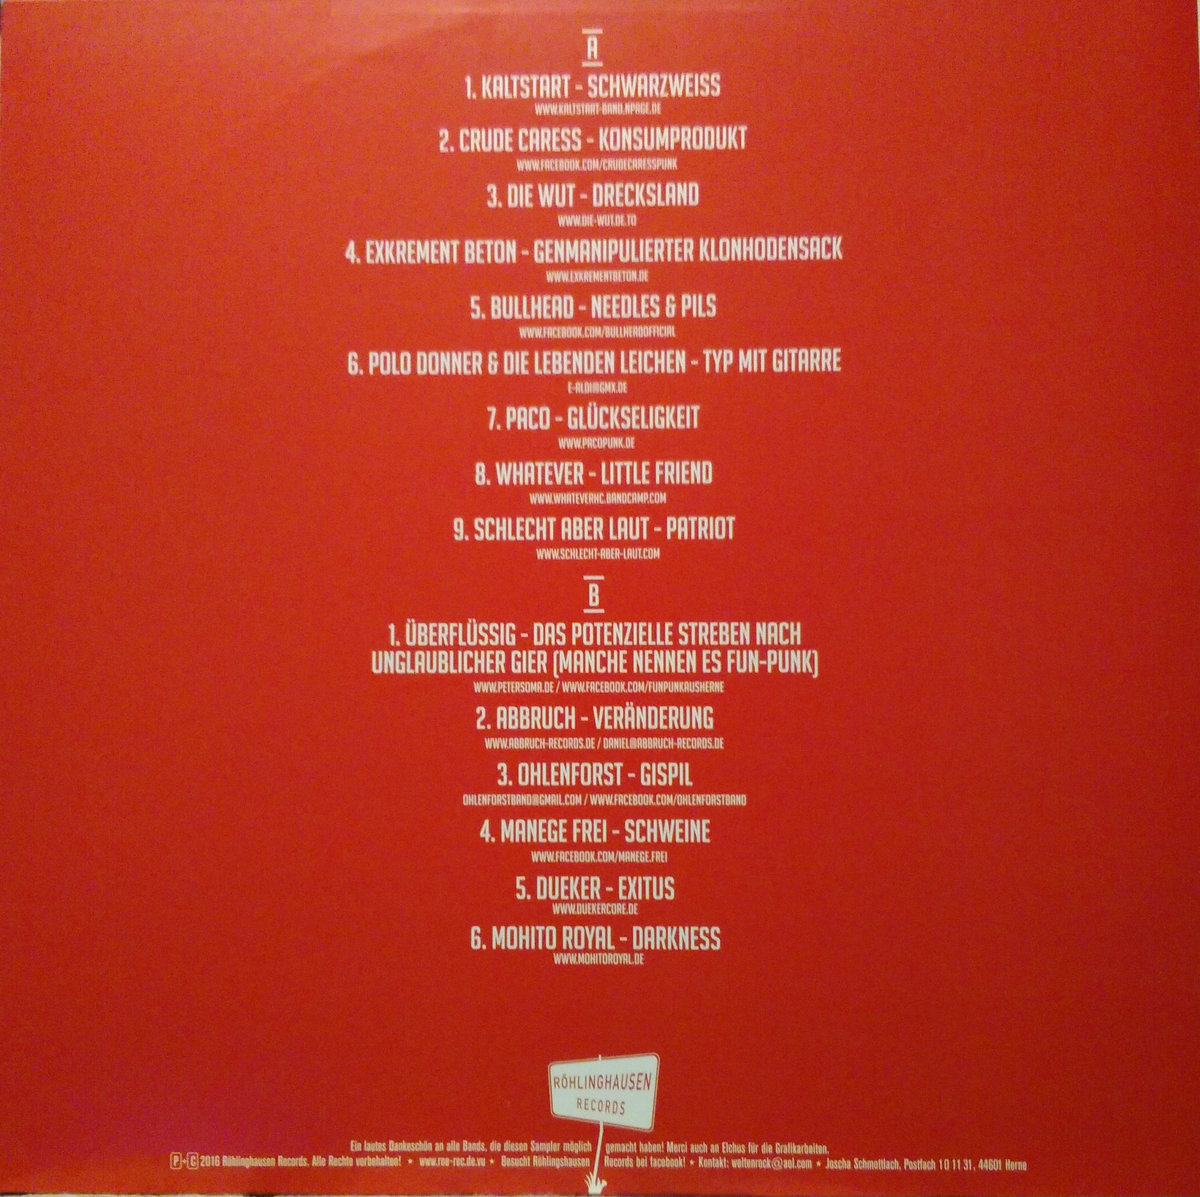 A
1. KALTSTART - SCHWARZWEISS
WWW.KALTSTART-BAND.NPAGE.DE
2. CRUDE CARESS - KONSUMPRODUKT
WWW.FACEBOOK.COM/CRUDECARESSPUNK
3. DIE WUT - DRECKSLAND
WWW.DIE-WUT.DE.TO
4. EXKREMENT BETON - GENMANIPULIERTER KLONHODENSACK
WWW.EXKREMENTBETON.DE
5. BULLHEAD - NEEDLES & PILS
WWW.FACEBOOK.COM/BULLHEADOFFICIAL
6. POLO DONNER & DIE LEBENDEN LEICHEN - TYP MIT GITARRE
E-ALDI@GMX.DE
7. PACO - GLÜCKSELIGKEIT
WWW.PACOPUNK.DE
8. WHATEVER - LITTLE FRIEND
WWW.WHATEVERHC.BANDCAMP.COM
9. SCHLECHT ABER LAUT - PATRIOT
WWW.SCHLECHT-ABER-LAUT.COM
B
1. ÜBERFLÜSSIG - DAS POTENZIELLE STREBEN NACH
UNGLAUBLICHER GIER (MANCHE NENNEN ES FUN-PUNK)
WWW.PETERSOMA.DE / WWW.FACEBOOK.COM/FUNPUNKAUSHERNE
2. ABBRUCH - VERÄNDERUNG
WWW.ABBRUCH-RECORDS.DE / DANIEL@ABBRUCH-RECORDS.DE
3. OHLENFORST - GISPIL
OHLENFORSTBAND@GMAIL.COM / WWW.FACEBOOK.COM/OHLENFORSTBAND
4. MANEGE FREI - SCHWEINE
WWW.FACEBOOK.COM/MANEGE.FREI
5. DUEKER - EXITUS
WWW.DUEKERCORE.DE
6. MOHITO ROYAL - DARKNESS
WWW.MOHITOROYAL.DE
RÖHLINGHAUSEN
RECORDS
Ein lautes Dankeschön an alle Bands, die diesen Sampler möglich gemacht haben! Merci auch an Elchus für die Grafikarbeiten.
P+C 2016 Röhlinghausen Records. Alle Rechte vorbehalten! ★ www.roe-rec.de.vu ★ Besucht Röhlingshausen Records bei facebook! ★ Kontakt: weltenrock@aol.com ★ Joscha Schmottlach, Postfach 10 11 31, 44601 Herne